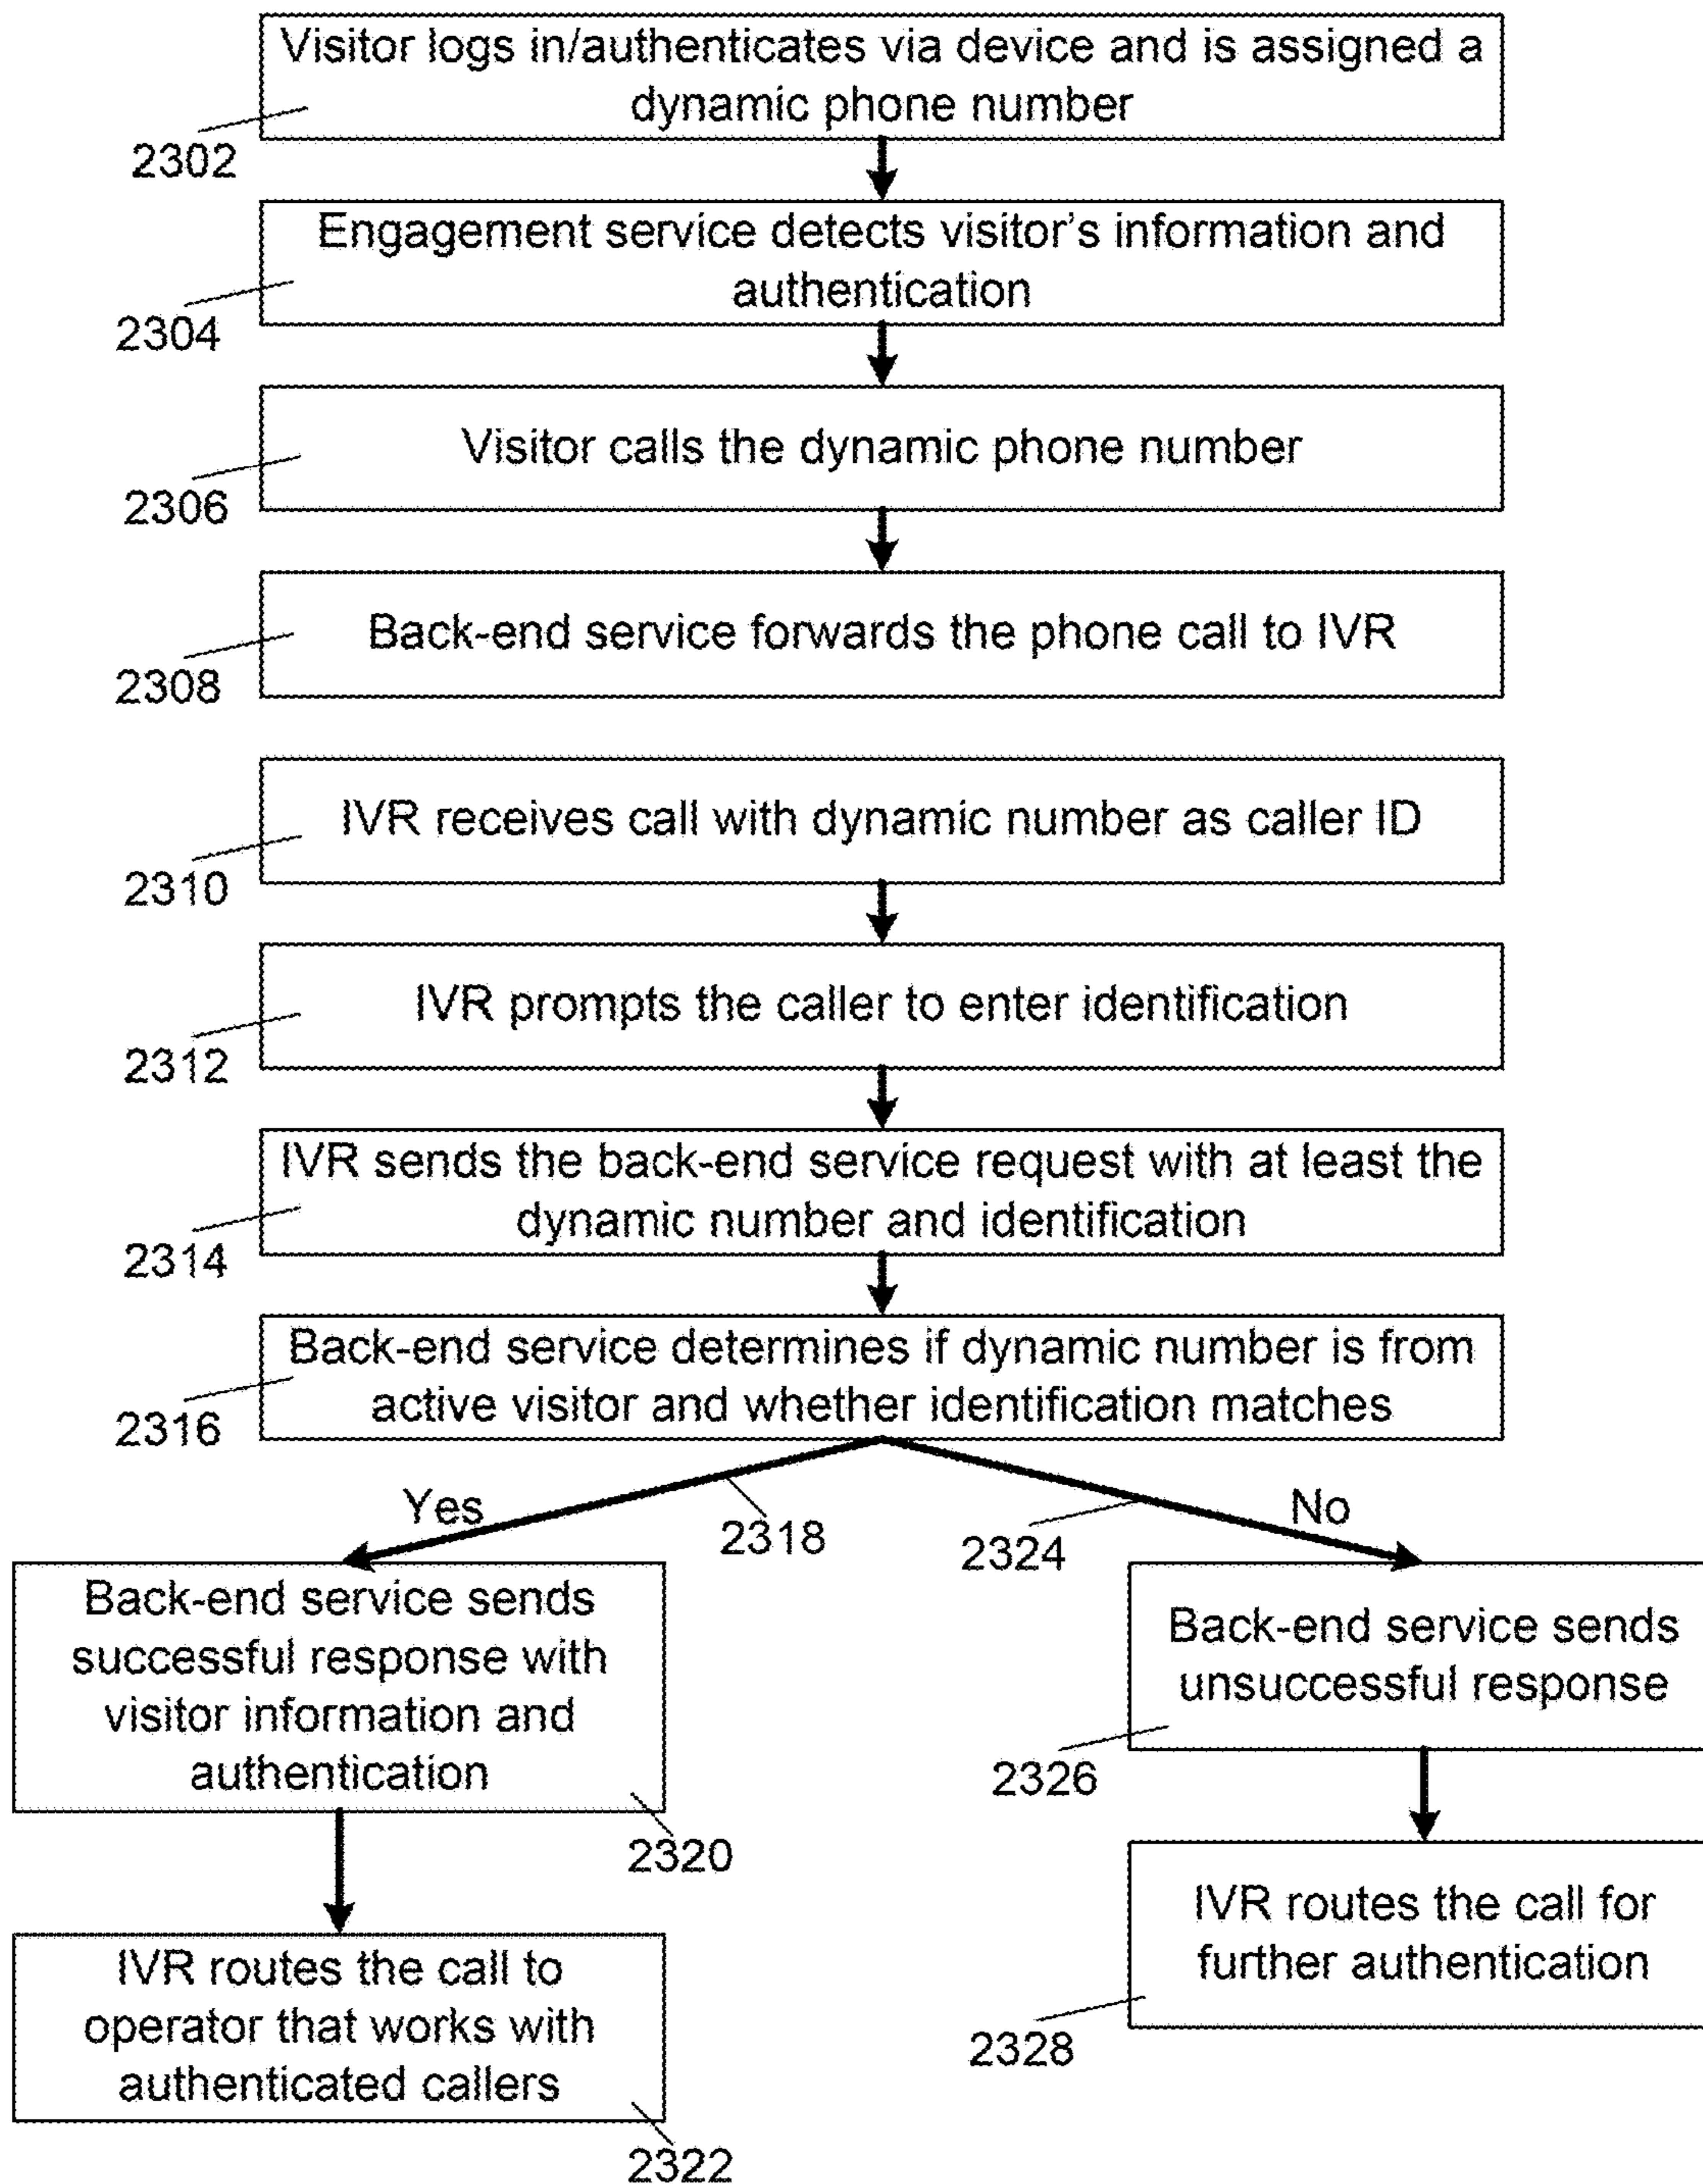 Visitor logs in/authenticates via device and is assigned a
dynamic phone number
2302
Engagement service detects visitor's information and
authentication
2304
Visitor calls the dynamic phone number
2306
Back-end service forwards the phone call to IVR
2308
IVR receives call with dynamic number as caller ID
2310
IVR prompts the caller to enter identification
2312
IVR sends the back-end service request with at least the
dynamic number and identification
2314
Back-end service determines if dynamic number is from
active visitor and whether identification matches
2316
Yes
2318
2324
No
Back-end service sends
successful response with
visitor information and
authentication
2320
IVR routes the call to
operator that works with
authenticated callers
2322
Back-end service sends
unsuccessful response
2326
IVR routes the call for
further authentication
2328